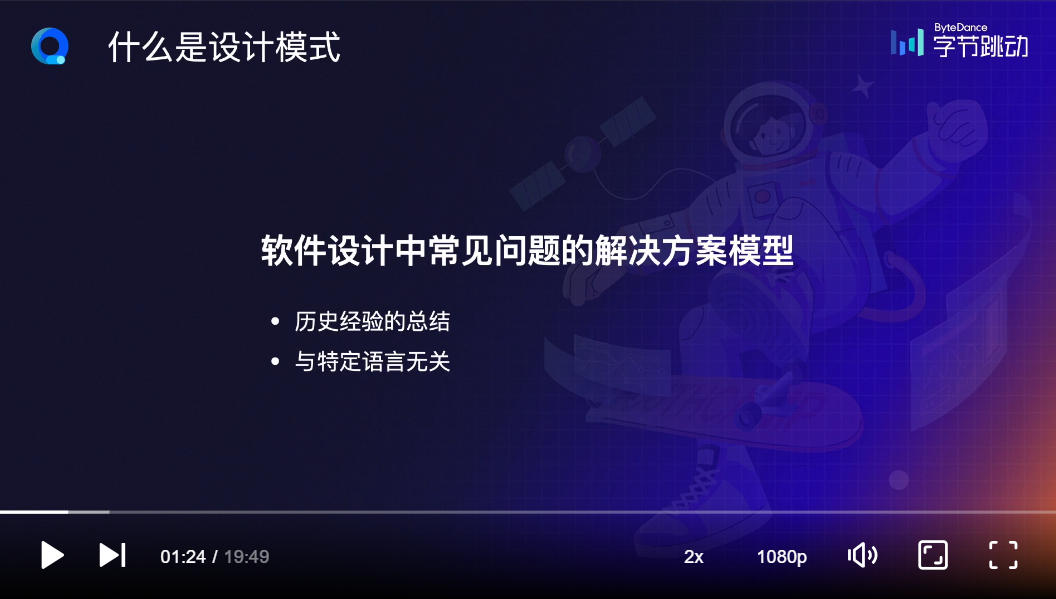 什么是设计模式
ByteDance
字节跳动
软件设计中常见问题的解决方案模型
• 历史经验的总结
• 与特定语言无关
01:24 / 19:49
2x
1080p